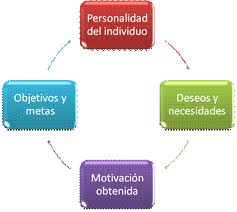 Personalidad
del individuo
Objetivos y
metas
Deseos y
necesidades
Motivación
obtenida